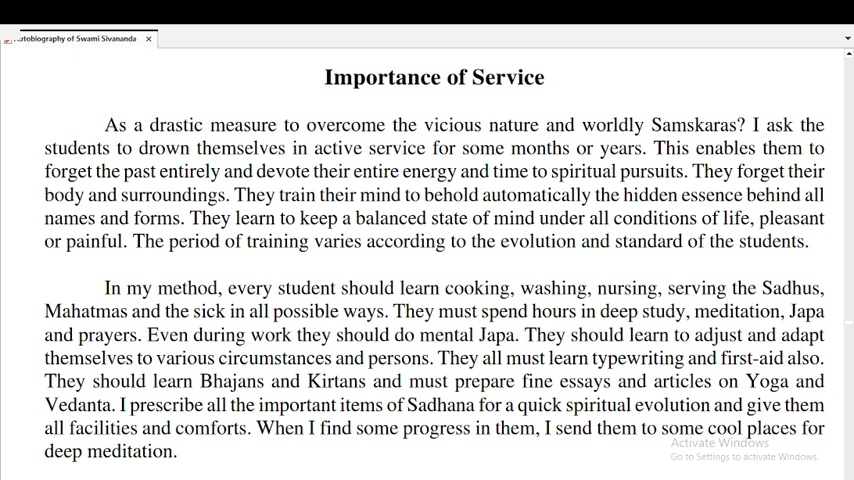 Autobiography of Swami Sivananda
Importance of Service
As a drastic measure to overcome the vicious nature and worldly Samskaras? I ask the
students to drown themselves in active service for some months or years. This enables them to
forget the past entirely and devote their entire energy and time to spiritual pursuits. They forget their
body and surroundings. They train their mind to behold automatically the hidden essence behind all
names and forms. They learn to keep a balanced state of mind under all conditions of life, pleasant
or painful. The period of training varies according to the evolution and standard of the students.
In my method, every student should learn cooking, washing, nursing, serving the Sadhus,
Mahatmas and the sick in all possible ways. They must spend hours in deep study, meditation, Japa
and prayers. Even during work they should do mental Japa. They should learn to adjust and adapt
themselves to various circumstances and persons. They all must learn typewriting and first-aid also.
They should learn Bhajans and Kirtans and must prepare fine essays and articles on Yoga and
Vedanta. I prescribe all the important items of Sadhana for a quick spiritual evolution and give them
all facilities and comforts. When I find some progress in them, I send them to some cool places for
deep meditation.
Activate Windows
Go to Settings to activate Windows.